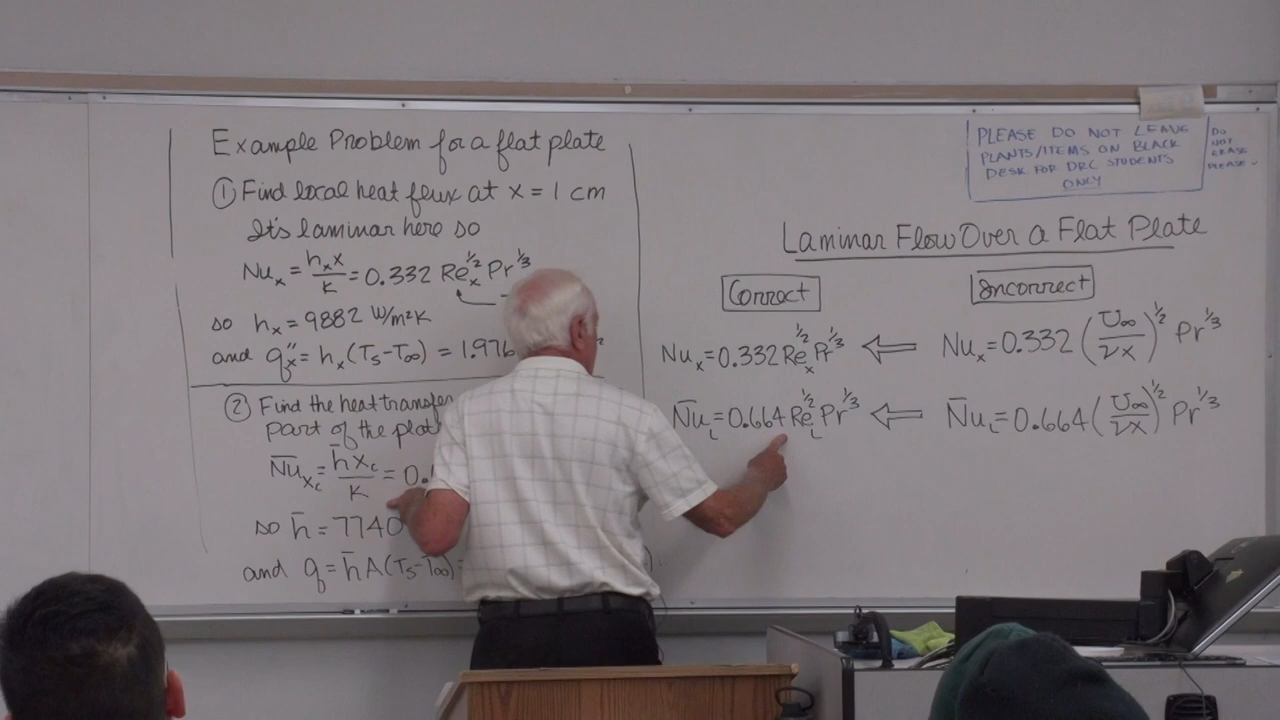 Example Problem for a flat plate
① Find local heat flux at x = 1 cm
It's laminar here so
Nuₓ = hₓx/k = 0.332 Reₓ^1/2 Pr^1/3
so hₓ = 9882 W/m²K
and qₓ'' = hₓ(Ts-T∞) = 1.976
② Find the heat transfer
part of the plat
N̄u_xc = h̄xc/k = 0.
so h̄ = 7740
and q = h̄A(Ts-T∞) =
PLEASE DO NOT LEAVE
PLANTS/ITEMS ON BLACK
DESK FOR DRC STUDENTS
ONLY
DO
NOT
ERASE
PLEASE
Laminar Flow Over a Flat Plate
Correct
Incorrect
Nuₓ = 0.332 Reₓ^1/2 Pr^1/3 ⇐ Nuₓ = 0.332 (U∞/νx)^1/2 Pr^1/3
N̄u_L = 0.664 Re_L^1/2 Pr^1/3 ⇐ N̄u_L = 0.664 (U∞/νx)^1/2 Pr^1/3